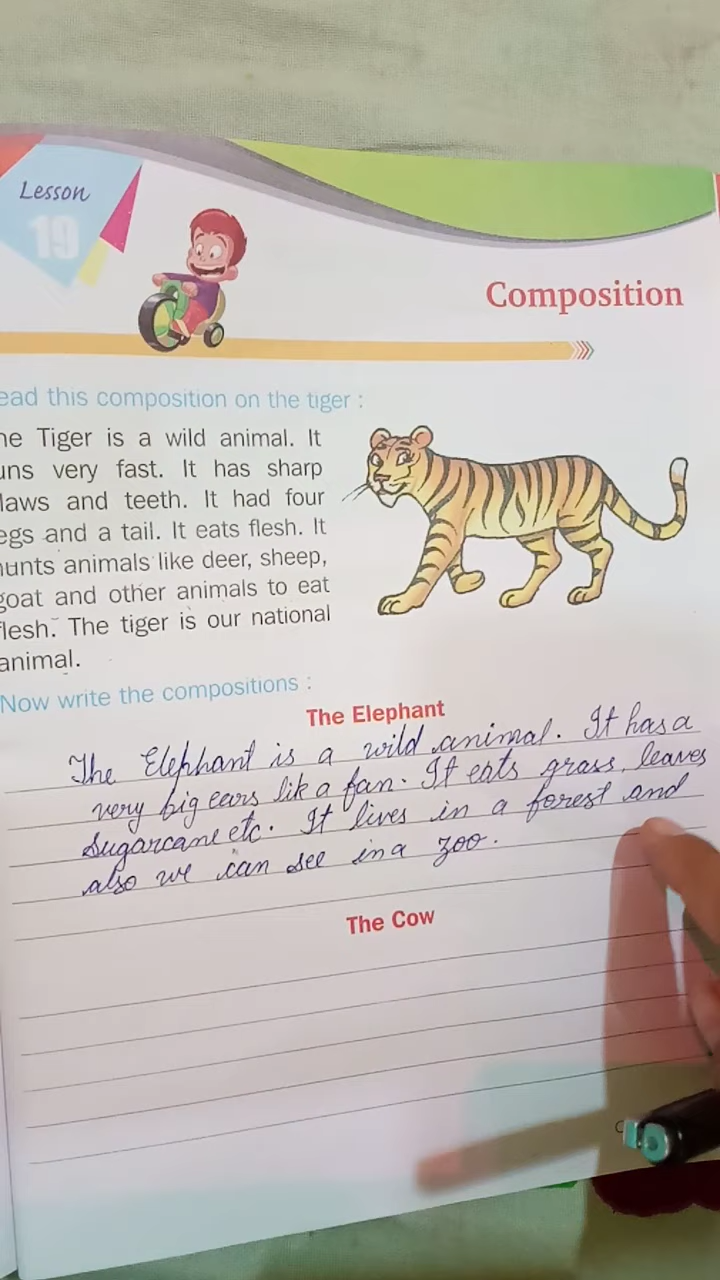 Lesson
19
Composition
ead this composition on the tiger :
he Tiger is a wild animal. It
uns very fast. It has sharp
laws and teeth. It had four
egs and a tail. It eats flesh. It
hunts animals like deer, sheep,
goat and other animals to eat
flesh. The tiger is our national
animal.
Now write the compositions :
The Elephant
The Elephant is a wild animal. It has a
very big ears lik a fan. It eats grass, leaves
sugarcane etc. It lives in a forest and
also we can see in a zoo.
The Cow